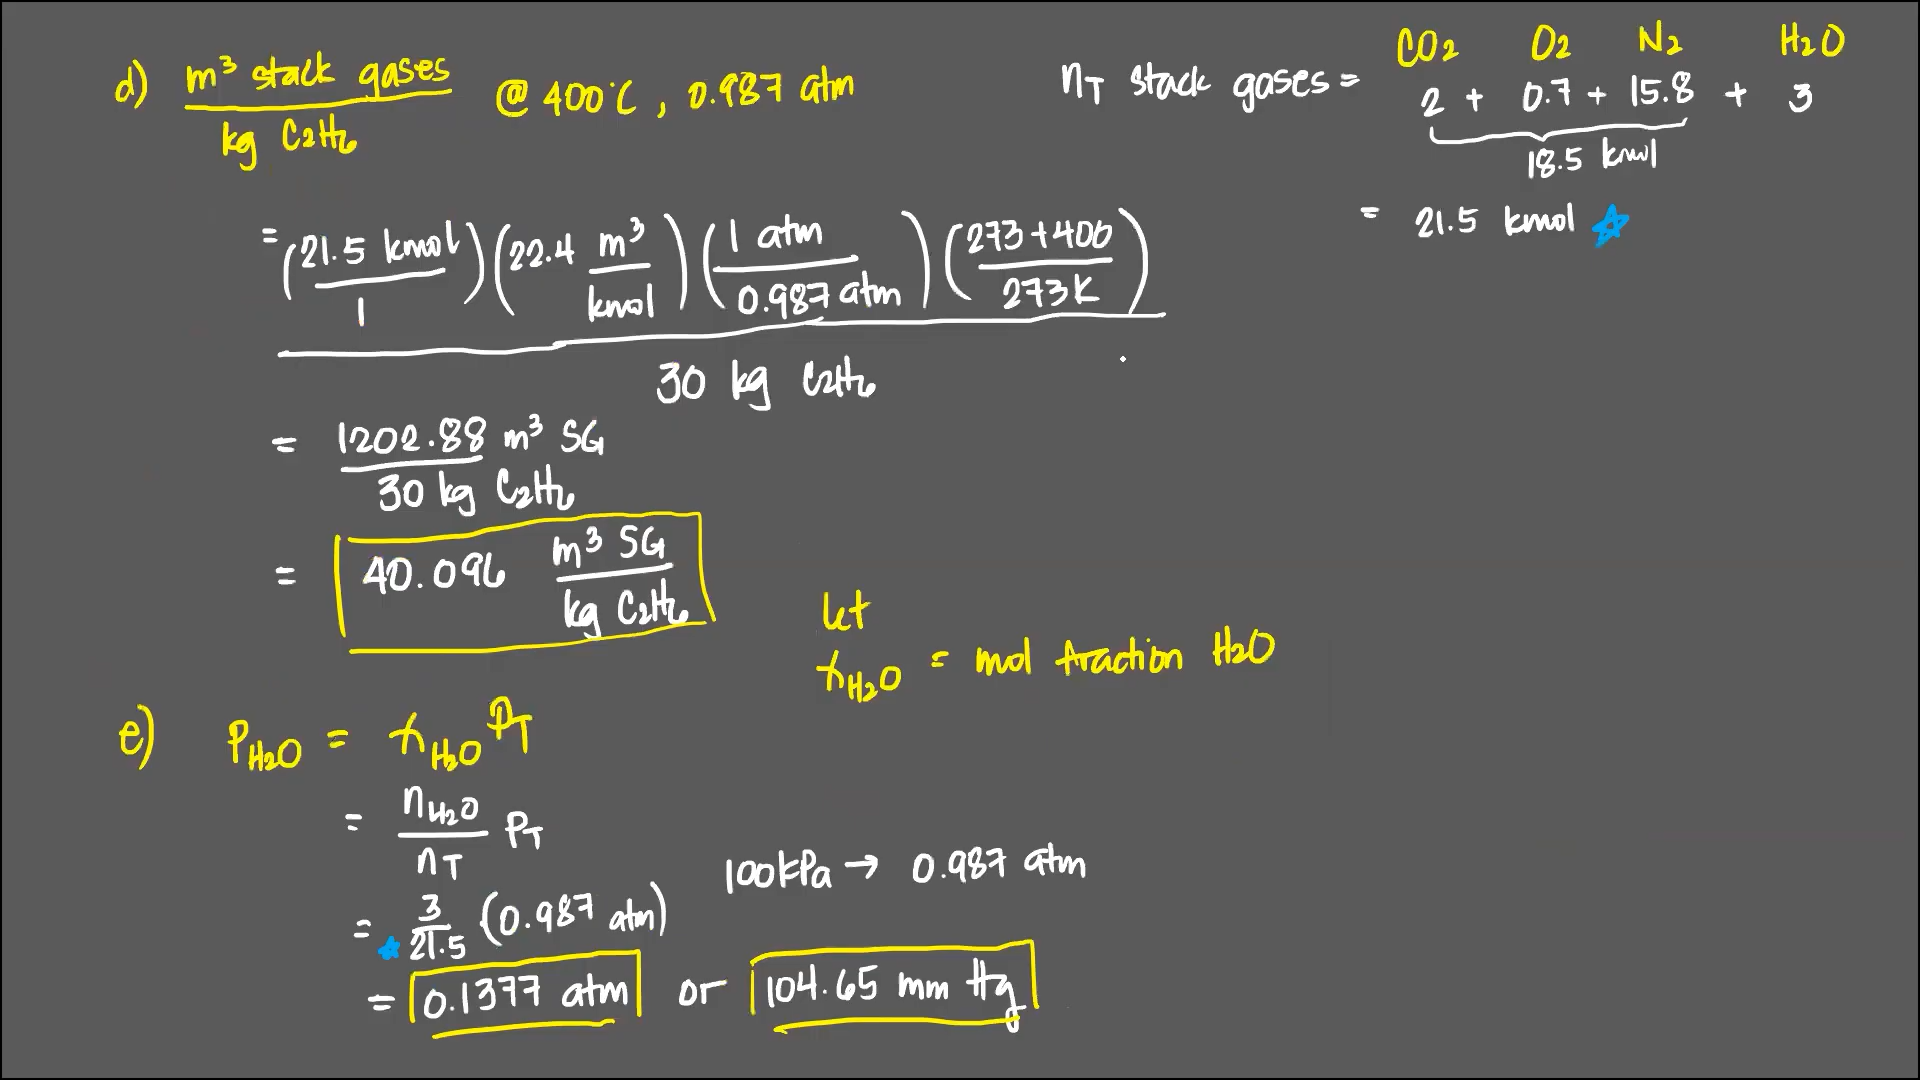 d) m³ stack gases / kg C2H6 @ 400°C, 0.987 atm
nT stack gases =
CO2 O2 N2 H2O
2 + 0.7 + 15.8 + 3
18.5 kmol
= 21.5 kmol
= (21.5 kmol / 1) (22.4 m³ / kmol) (1 atm / 0.987 atm) (273+400 / 273K)
30 kg C2H6
= 1202.88 m³ SG
30 kg C2H6
= 40.096 m³ SG / kg C2H6
let
xH2O = mol fraction H2O
e) PH2O = xH2O PT
= nH2O / nT PT
100kPa → 0.987 atm
= 3 / 21.5 (0.987 atm)
= 0.1377 atm or 104.65 mm Hg